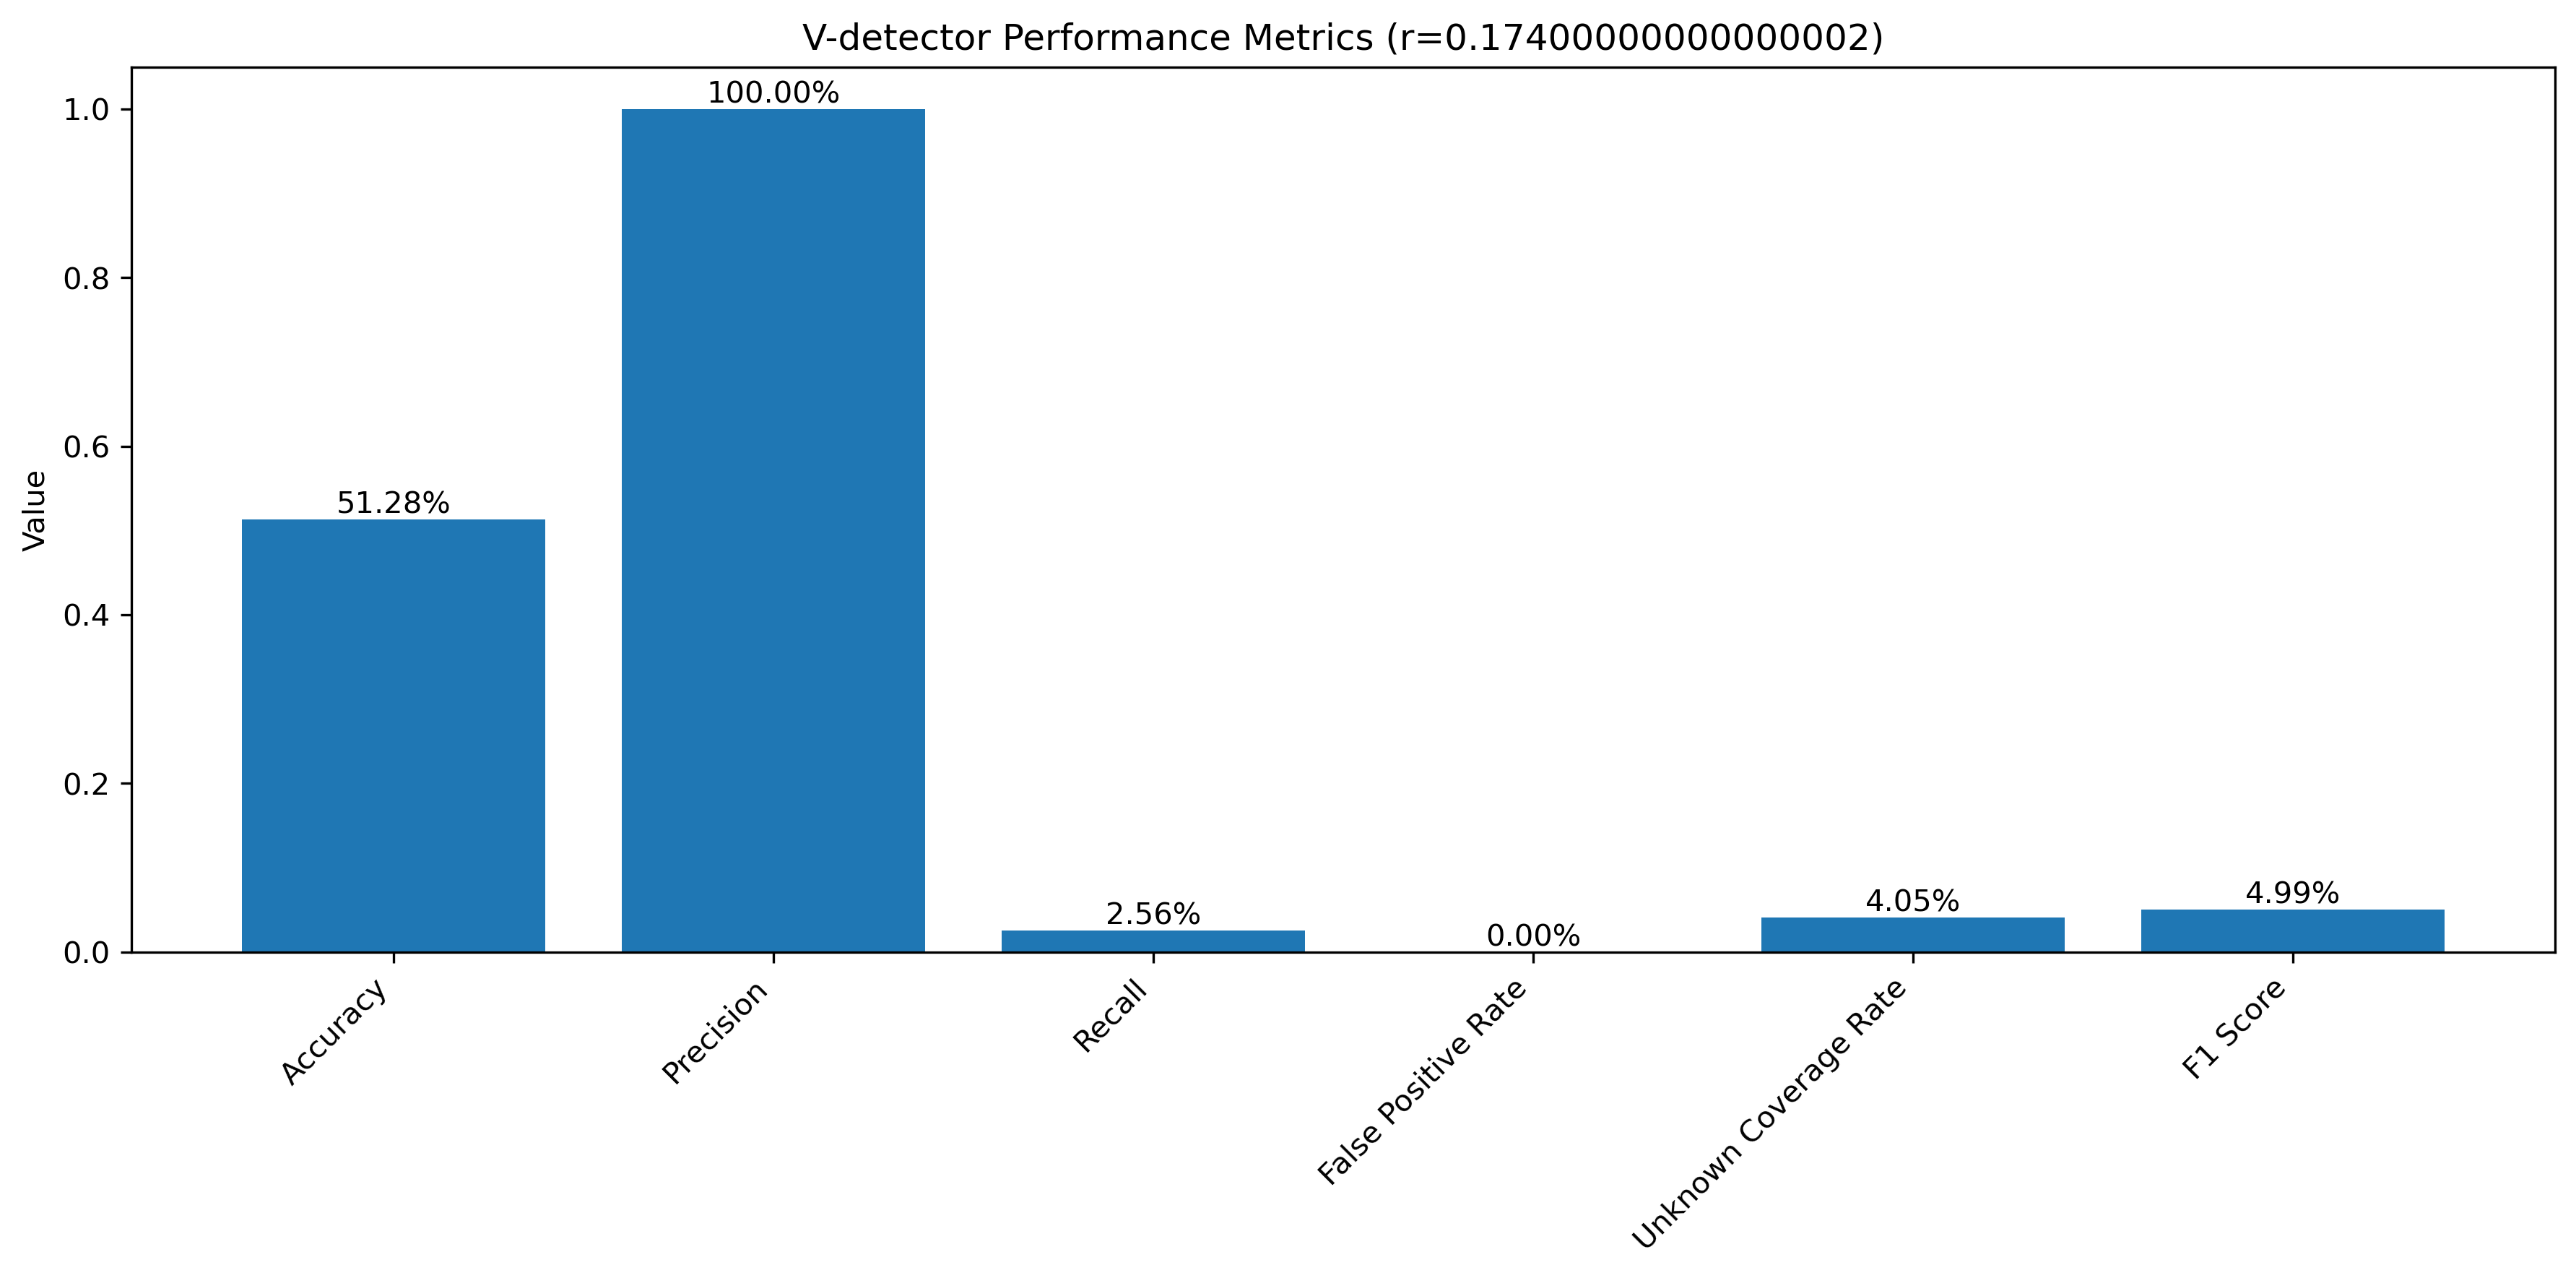 V-detector Performance Metrics (r=0.17400000000000002)
Value
1.0
0.8
0.6
0.4
0.2
0.0
51.28%
100.00%
2.56%
0.00%
4.05%
4.99%
Accuracy
Precision
Recall
False Positive Rate
Unknown Coverage Rate
F1 Score